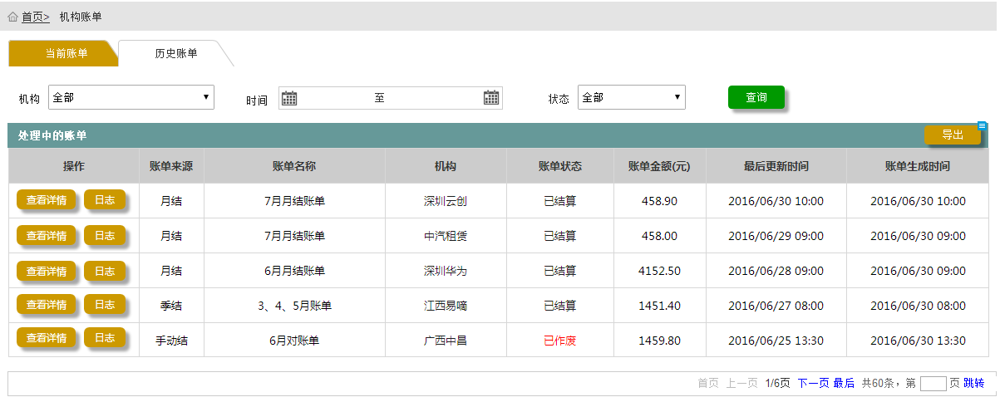 首页> 机构账单
当前账单 历史账单
机构 全部 时间 至 状态 全部 查询
处理中的账单 导出
操作 账单来源 账单名称 机构 账单状态 账单金额(元) 最后更新时间 账单生成时间
查看详情 日志 月结 7月月结账单 深圳云创 已结算 458.90 2016/06/30 10:00 2016/06/30 10:00
查看详情 日志 月结 7月月结账单 中汽租赁 已结算 458.00 2016/06/29 09:00 2016/06/30 09:00
查看详情 日志 月结 6月月结账单 深圳华为 已结算 4152.50 2016/06/28 09:00 2016/06/30 09:00
查看详情 日志 季结 3、4、5月账单 江西易嘀 已结算 1451.40 2016/06/27 08:00 2016/06/30 08:00
查看详情 日志 手动结 6月对账单 广西中昌 已作废 1459.80 2016/06/25 13:30 2016/06/30 13:30
首页 上一页 1/6页 下一页 最后 共60条，第 页 跳转